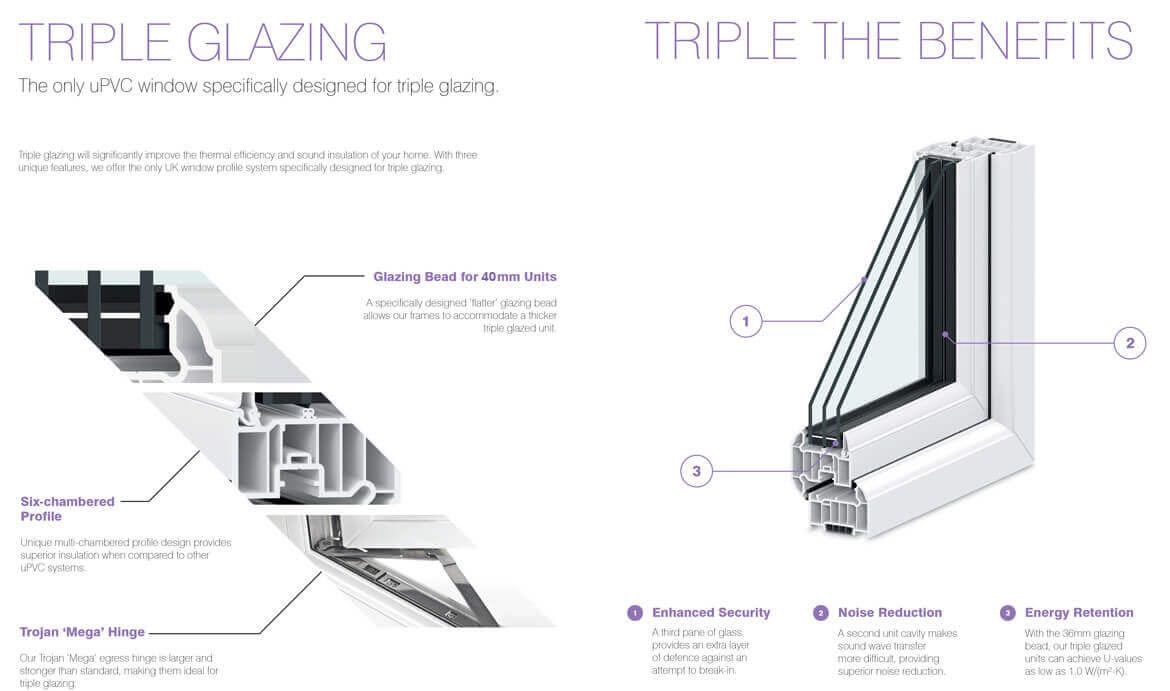 TRIPLE GLAZING
The only uPVC window specifically designed for triple glazing.
Triple glazing will significantly improve the thermal efficiency and sound insulation of your home. With three
unique features, we offer the only UK window profile system specifically designed for triple glazing.
Glazing Bead for 40mm Units
A specifically designed 'flatter' glazing bead
allows our frames to accommodate a thicker
triple glazed unit.
Six-chambered
Profile
Unique multi-chambered profile design provides
superior insulation when compared to other
uPVC systems.
Trojan ‘Mega’ Hinge
Our Trojan 'Mega' egress hinge is larger and
stronger than standard, making them ideal for
triple glazing.
TRIPLE THE BENEFITS
1
2
3
1 Enhanced Security
A third pane of glass
provides an extra layer
of defence against an
attempt to break-in.
2 Noise Reduction
A second unit cavity makes
sound wave transfer
more difficult, providing
superior noise reduction.
3 Energy Retention
With the 36mm glazing
bead, our triple glazed
units can achieve U-values
as low as 1.0 W/(m²·K).